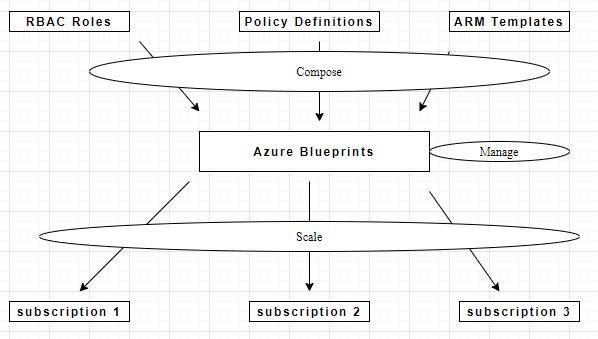 RBAC Roles
Policy Definitions
ARM Templates
Compose
Azure Blueprints
Manage
Scale
subscription 1
subscription 2
subscription 3